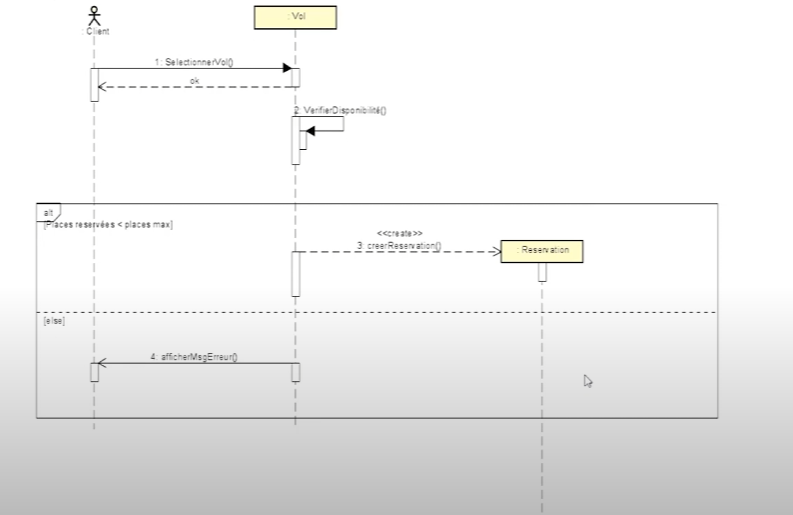 : Client
: Vol
1: SelectionnerVol()
ok
2: VerifierDisponibilité()
alt
[Places reservées < places max]
<<create>>
3: creerReservation()
: Reservation
[else]
4: afficherMsgErreur()